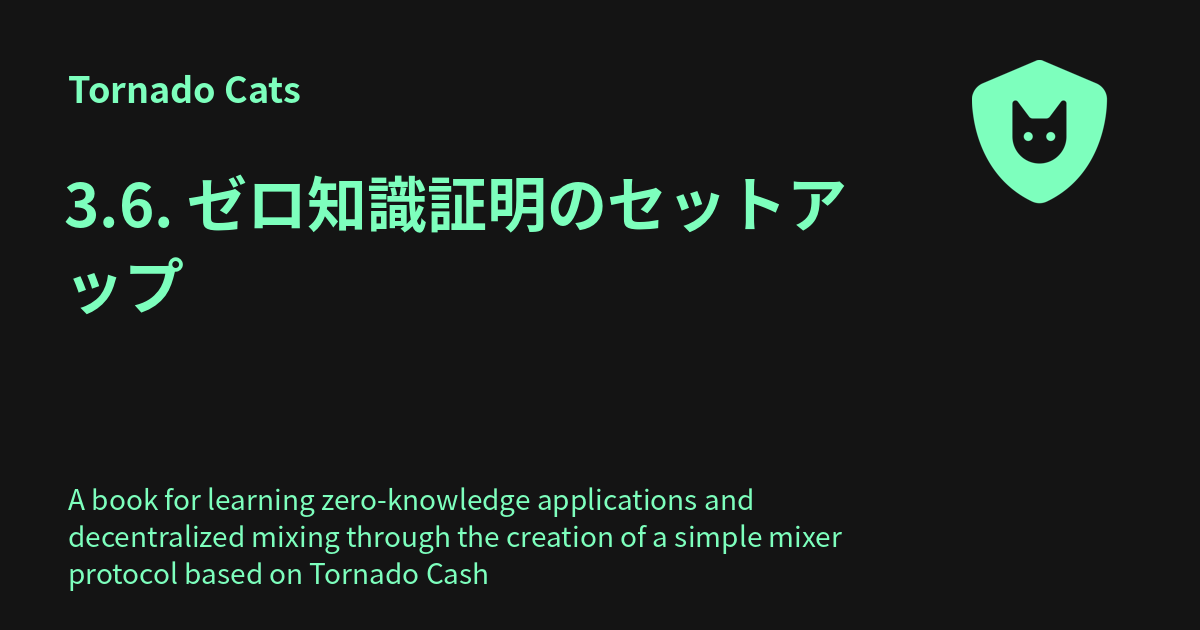 Tornado Cats
3.6. ゼロ知識証明のセットア
ップ
A book for learning zero-knowledge applications and
decentralized mixing through the creation of a simple mixer
protocol based on Tornado Cash